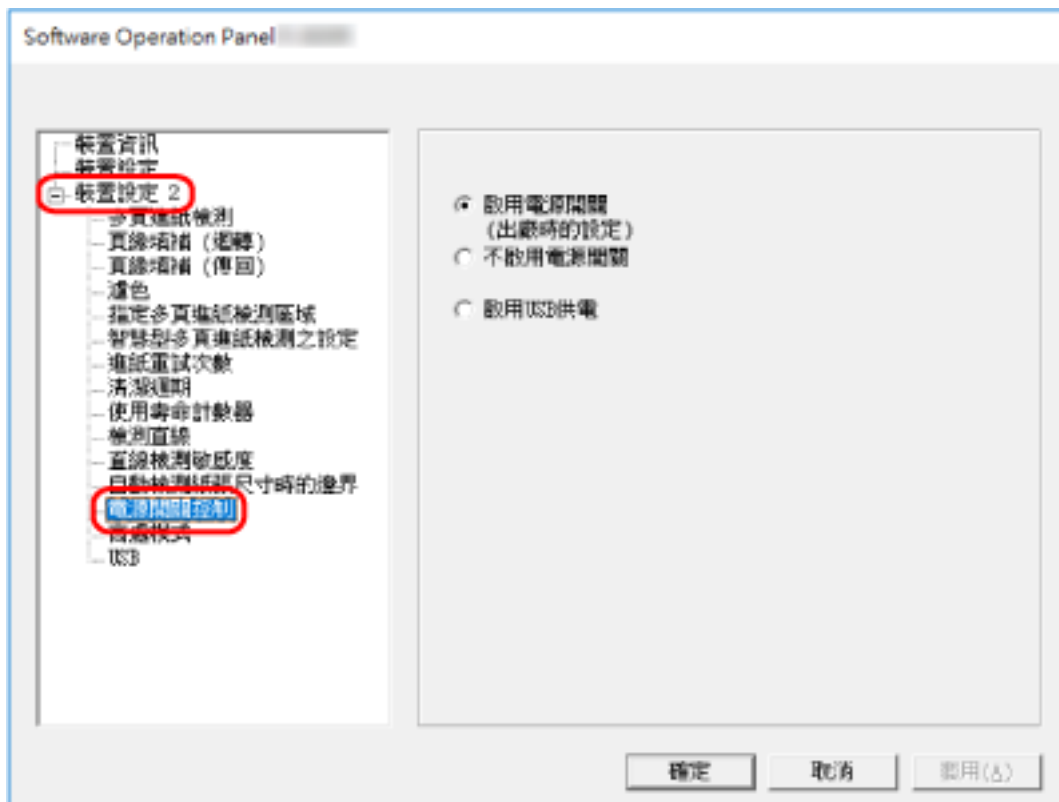 Software Operation Panel
裝置資訊
裝置設定
裝置設定 2
多頁進紙檢測
頁緣填補 (迴轉)
頁緣填補 (傳回)
濾色
指定多頁進紙檢測區域
智慧型多頁進紙檢測之設定
進紙重試次數
清潔週期
使用壽命計數器
檢測直線
直線檢測敏感度
自動檢測紙張尺寸時的邊界
電源開關控制
高處模式
USB
啟用電源開關
(出廠時的設定)
不啟用電源開關
啟用USB供電
確定
取消
套用(A)